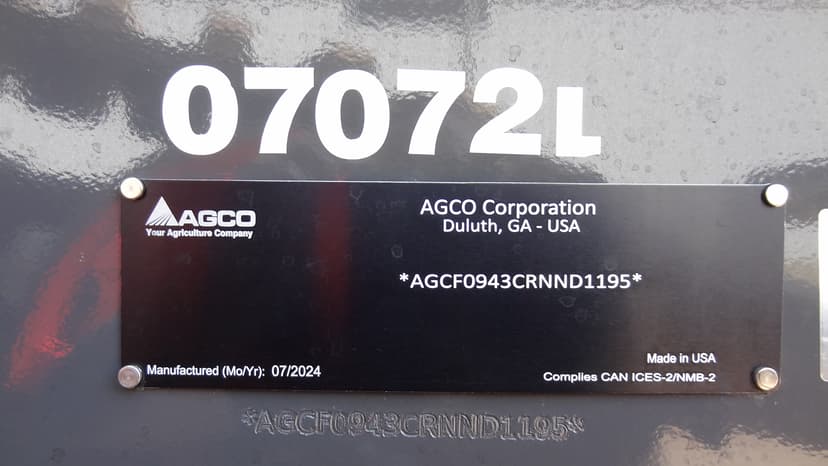 07072L
AGCO
Your Agriculture Company
AGCO Corporation
Duluth, GA - USA
*AGCF0943CRNND1195*
Manufactured (Mo/Yr): 07/2024
Made in USA
Complies CAN ICES-2/NMB-2
*AGCF0943CRNND1195*